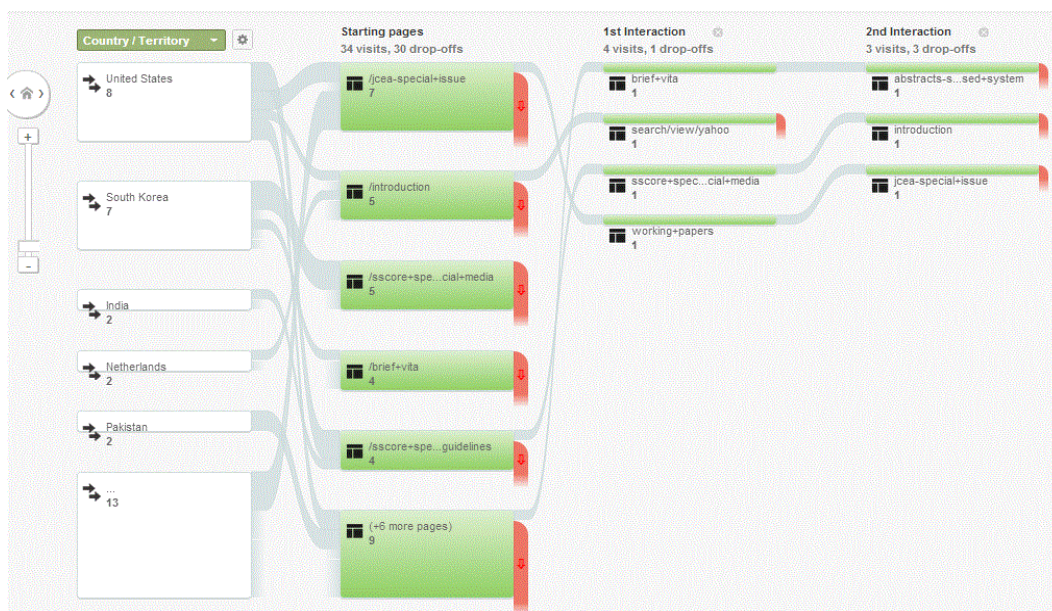 Country / Territory
Starting pages
34 visits, 30 drop-offs
1st Interaction
4 visits, 1 drop-offs
2nd Interaction
3 visits, 3 drop-offs
United States
8
South Korea
7
India
2
Netherlands
2
Pakistan
2
...
13
/jcea-special+issue
7
/introduction
5
/sscore+spe...cial+media
5
/brief+vita
4
/sscore+spe...guidelines
4
(+6 more pages)
9
brief+vita
1
search/view/yahoo
1
sscore+spec...cial+media
1
working+papers
1
abstracts-s...sed+system
1
introduction
1
jcea-special+issue
1
+
-